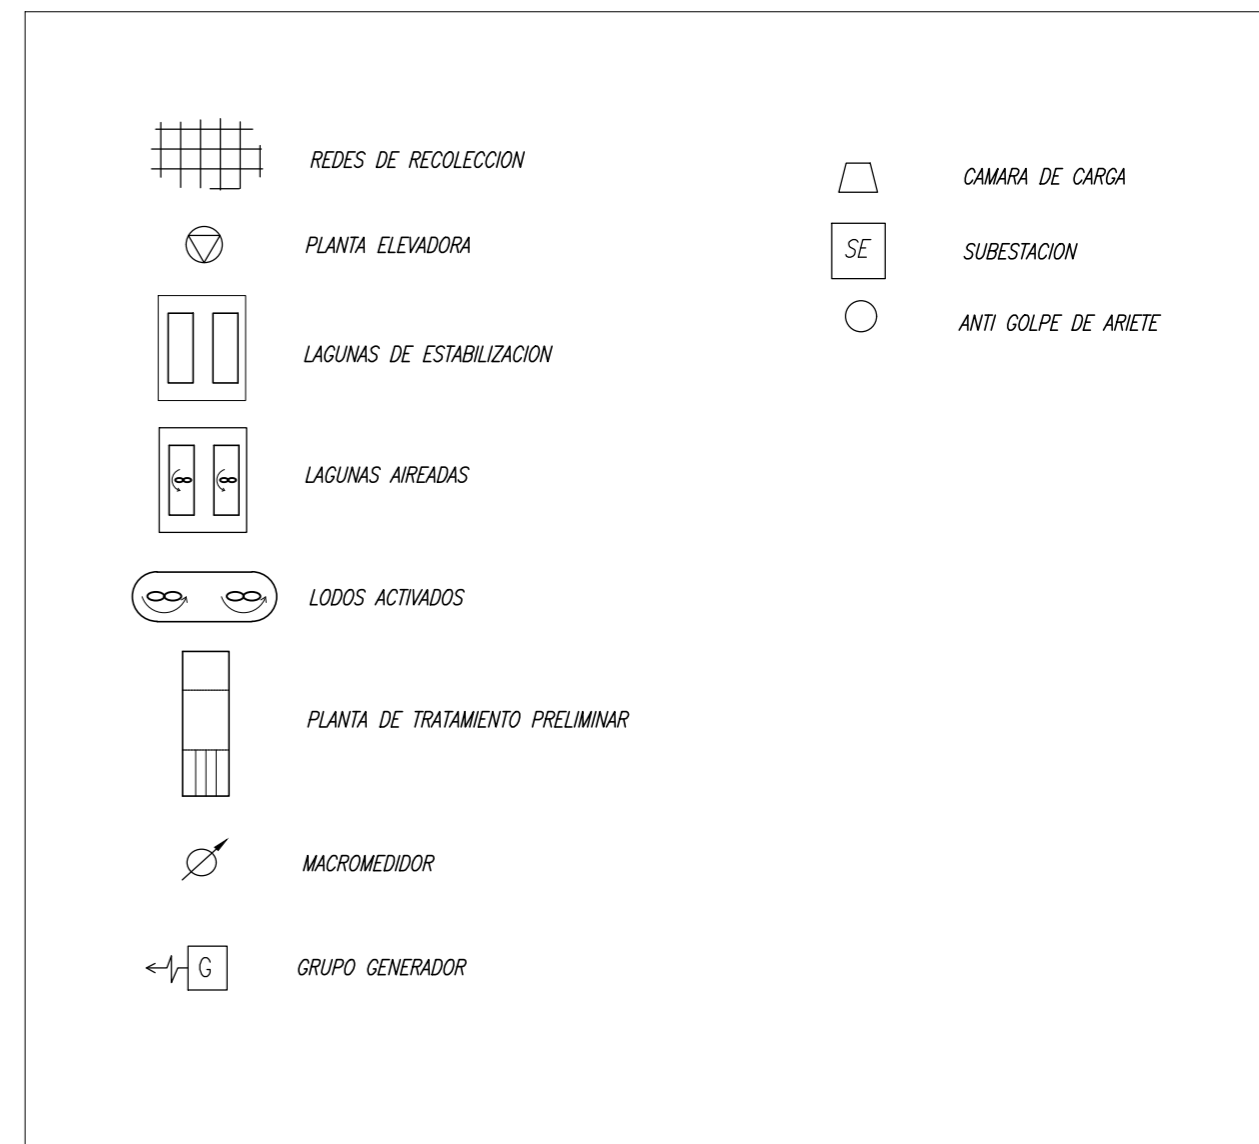 REDES DE RECOLECCION
PLANTA ELEVADORA
LAGUNAS DE ESTABILIZACION
LAGUNAS AIREADAS
LODOS ACTIVADOS
PLANTA DE TRATAMIENTO PRELIMINAR
MACROMEDIDOR
G GRUPO GENERADOR
CAMARA DE CARGA
SE SUBESTACION
ANTI GOLPE DE ARIETE